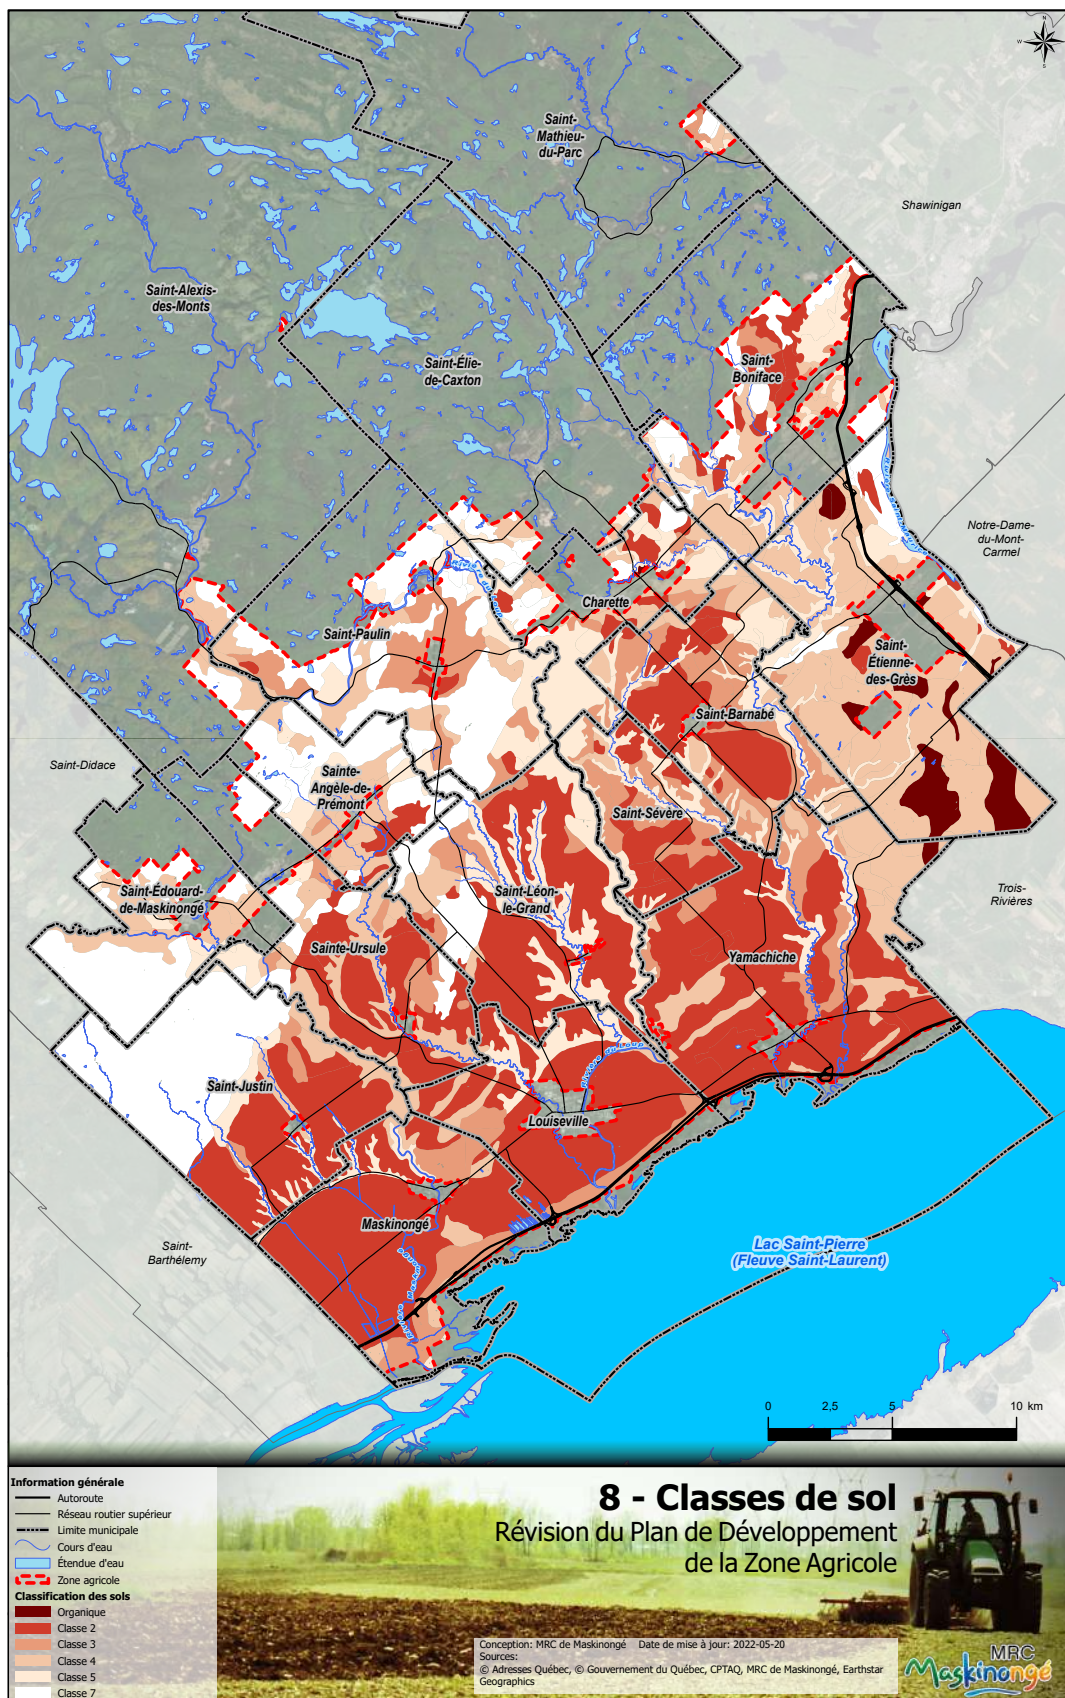 N
W
S
Saint-
Mathieu-
du-Parc
Shawinigan
Saint-Alexis-
des-Monts
Saint-Élie-
de-Caxton
Saint-
Boniface
Notre-Dame-
du-Mont-
Carmel
Rivière du Loup
Charette
Saint-Paulin
Saint-
Étienne-
des-Grès
Saint-Barnabé
Saint-Didace
Sainte-
Angèle-de-
Prémont
Saint-Sévère
Saint-Édouard-
de-Maskinongé
Saint-Léon-
le-Grand
Trois-
Rivières
Sainte-Ursule
Yamachiche
Rivière du Loup
Saint-Justin
Louiseville
Maskinongé
Saint-
Barthélemy
Lac Saint-Pierre
(Fleuve Saint-Laurent)
0 2,5 5 10 km
Information générale
Autoroute
Réseau routier supérieur
Limite municipale
Cours d'eau
Étendue d'eau
Zone agricole
Classification des sols
Organique
Classe 2
Classe 3
Classe 4
Classe 5
Classe 7
8 - Classes de sol
Révision du Plan de Développement
de la Zone Agricole
Conception: MRC de Maskinongé Date de mise à jour: 2022-05-20
Sources:
© Adresses Québec, © Gouvernement du Québec, CPTAQ, MRC de Maskinongé, Earthstar
Geographics
MRC
Maskinongé